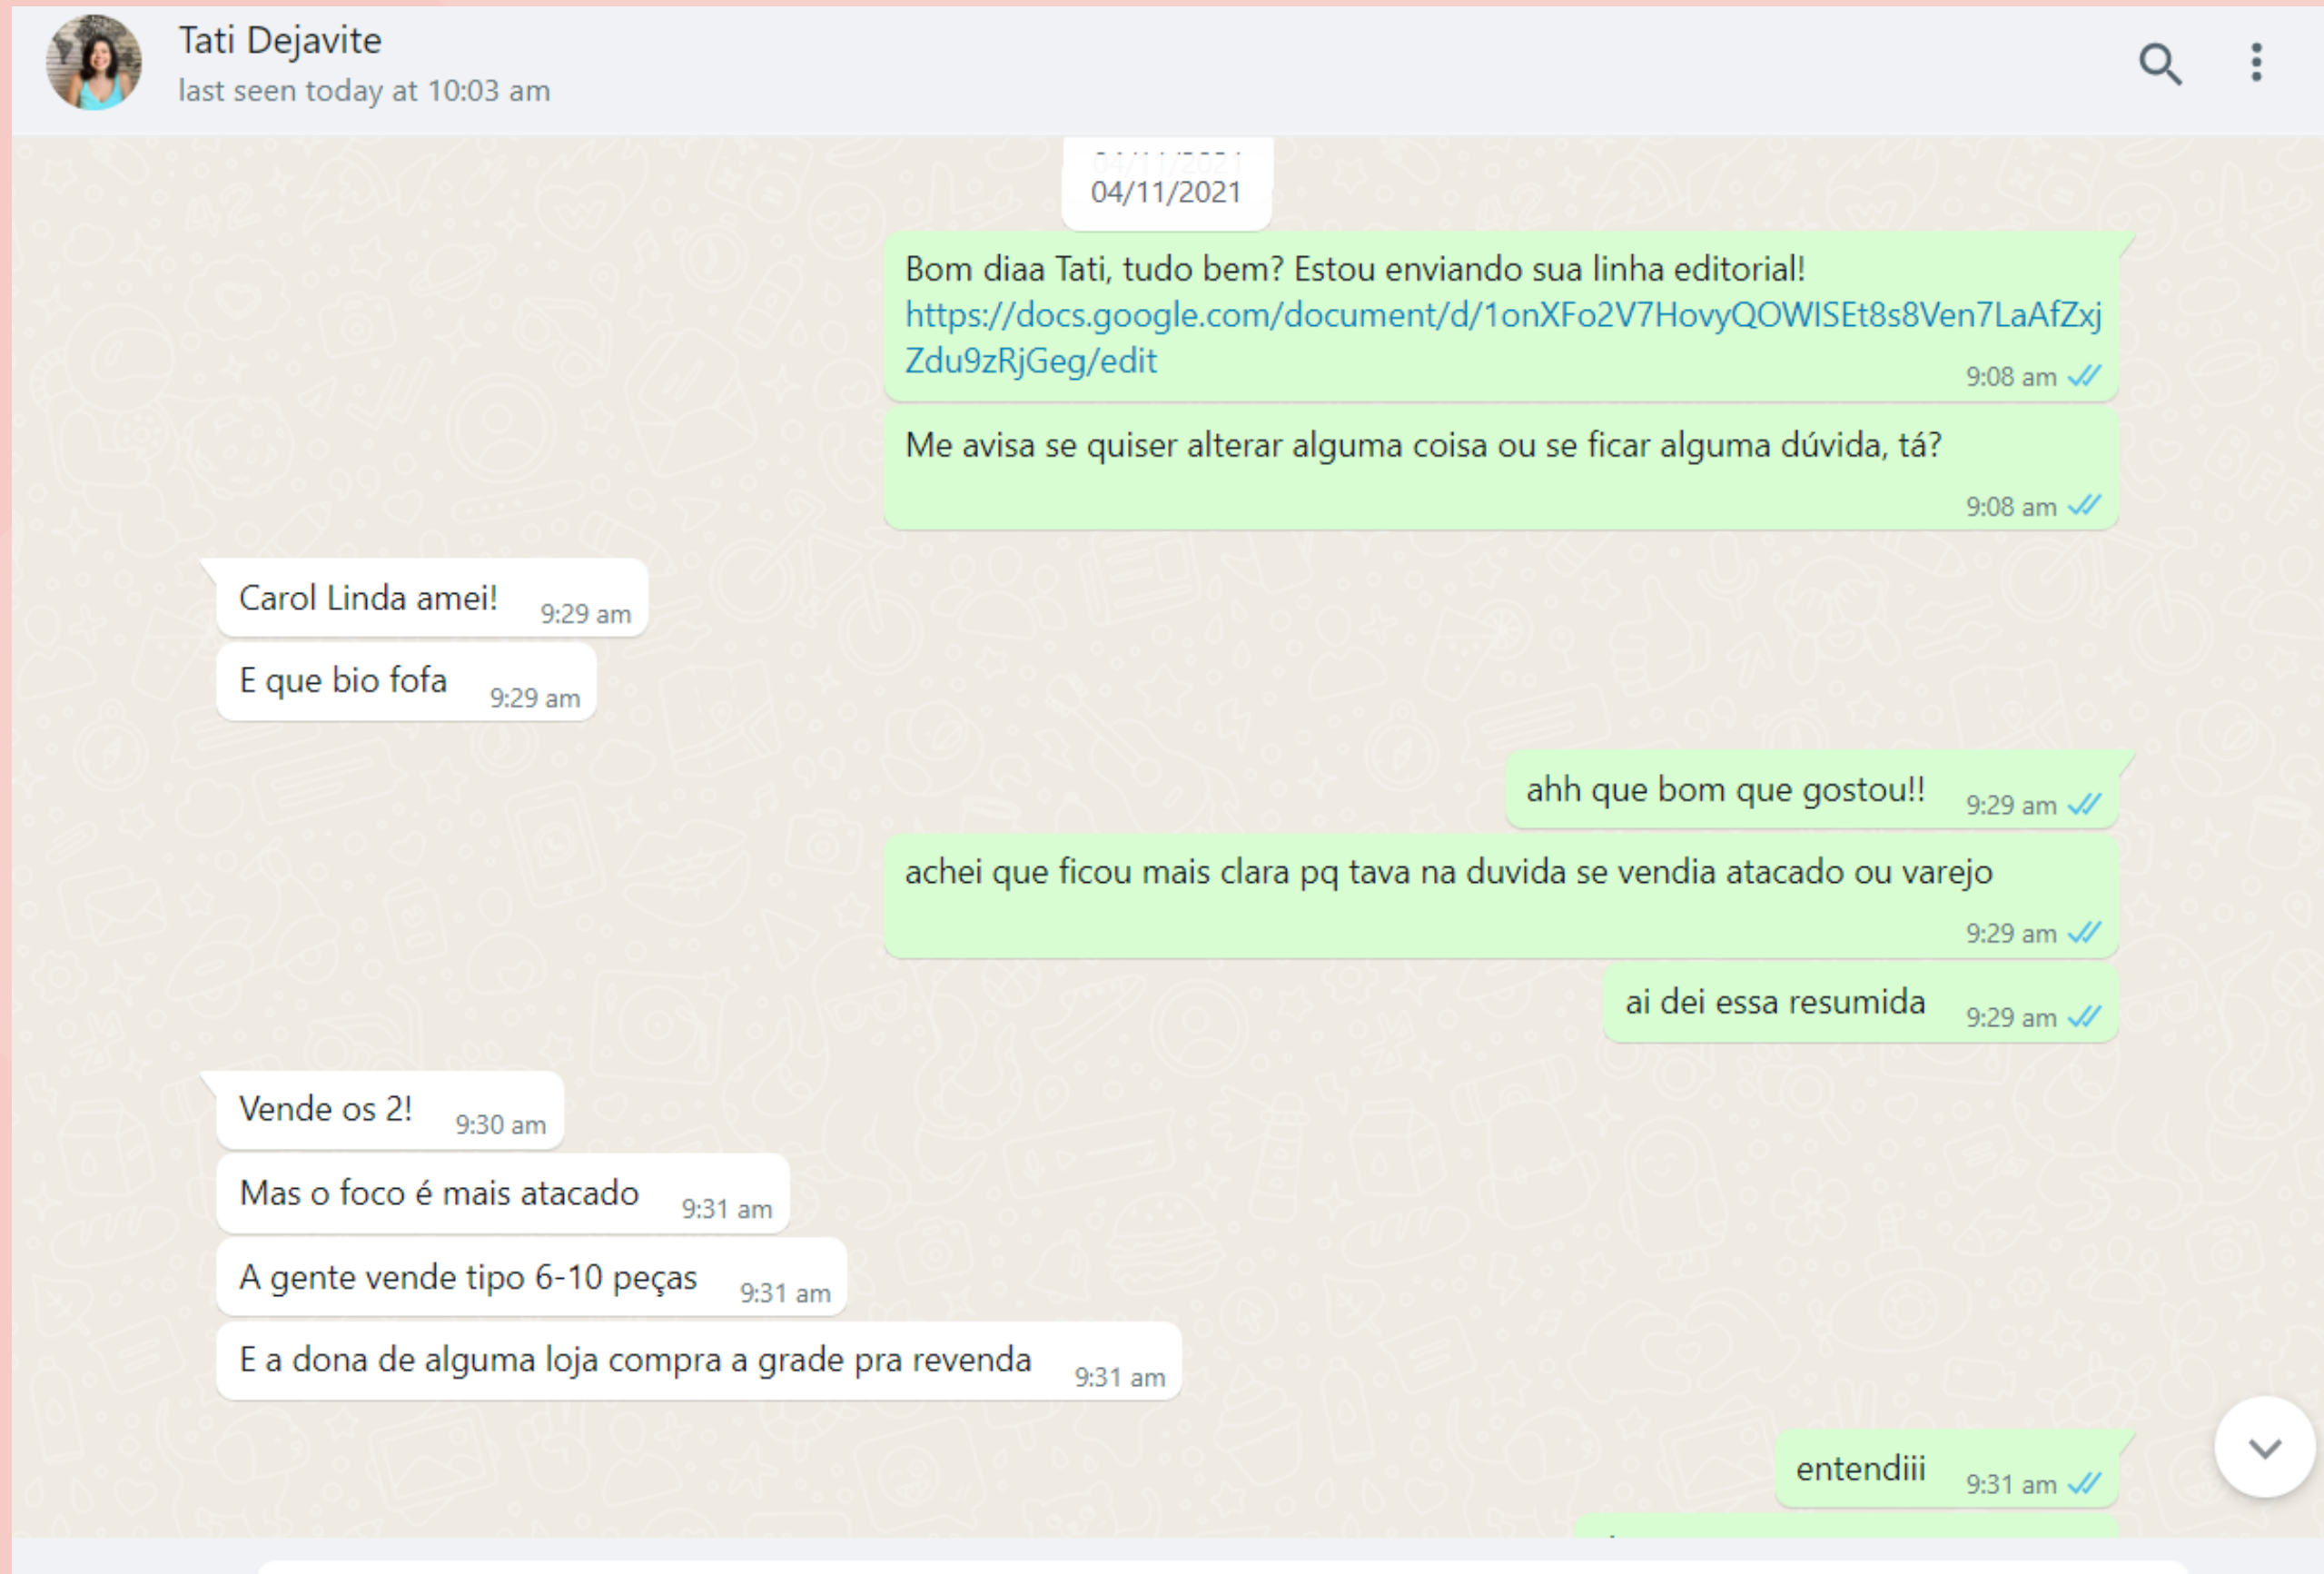 Tati Dejavite
last seen today at 10:03 am
04/11/2021
04/11/2021
Bom diaa Tati, tudo bem? Estou enviando sua linha editorial!
https://docs.google.com/document/d/1onXFo2V7HovyQOWISEt8s8Ven7LaAfZxj
Zdu9zRjGeg/edit
9:08 am
Me avisa se quiser alterar alguma coisa ou se ficar alguma dúvida, tá?
9:08 am
Carol Linda amei! 9:29 am
E que bio fofa 9:29 am
ahh que bom que gostou!! 9:29 am
achei que ficou mais clara pq tava na duvida se vendia atacado ou varejo
9:29 am
ai dei essa resumida 9:29 am
Vende os 2! 9:30 am
Mas o foco é mais atacado 9:31 am
A gente vende tipo 6-10 peças 9:31 am
E a dona de alguma loja compra a grade pra revenda 9:31 am
entendiii 9:31 am